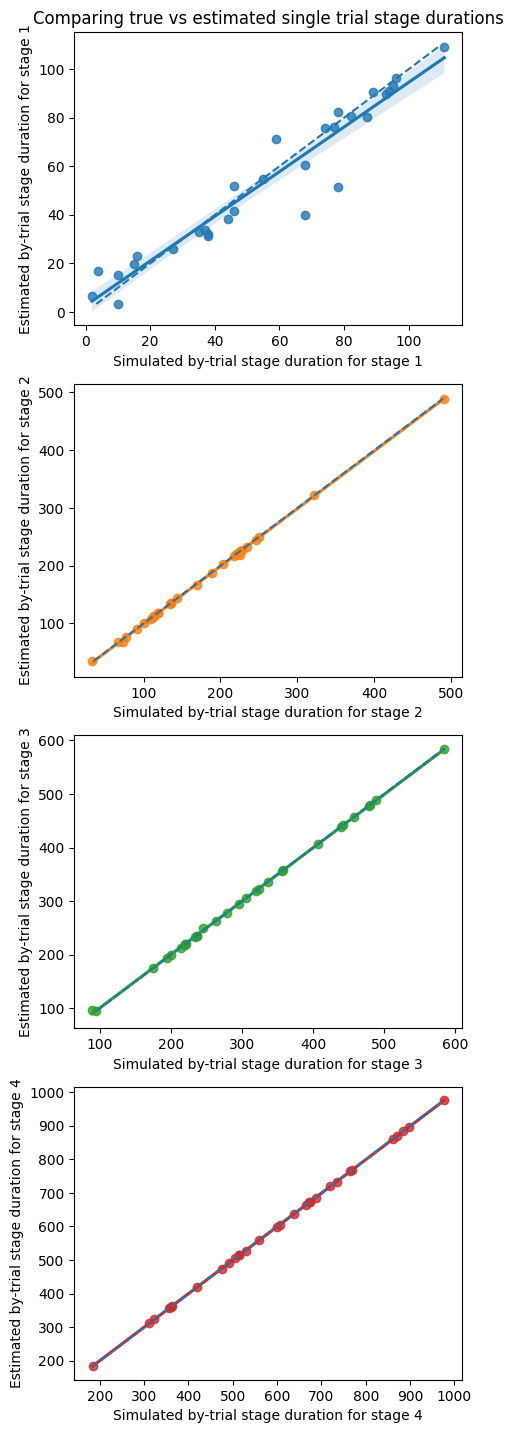 Comparing true vs estimated single trial stage durations
Estimated by-trial stage duration for stage 1
100
80
60
40
20
0
0 20 40 60 80 100
Simulated by-trial stage duration for stage 1
Estimated by-trial stage duration for stage 2
500
400
300
200
100
100 200 300 400 500
Simulated by-trial stage duration for stage 2
Estimated by-trial stage duration for stage 3
600
500
400
300
200
100
100 200 300 400 500 600
Simulated by-trial stage duration for stage 3
Estimated by-trial stage duration for stage 4
1000
900
800
700
600
500
400
300
200
200 300 400 500 600 700 800 900 1000
Simulated by-trial stage duration for stage 4